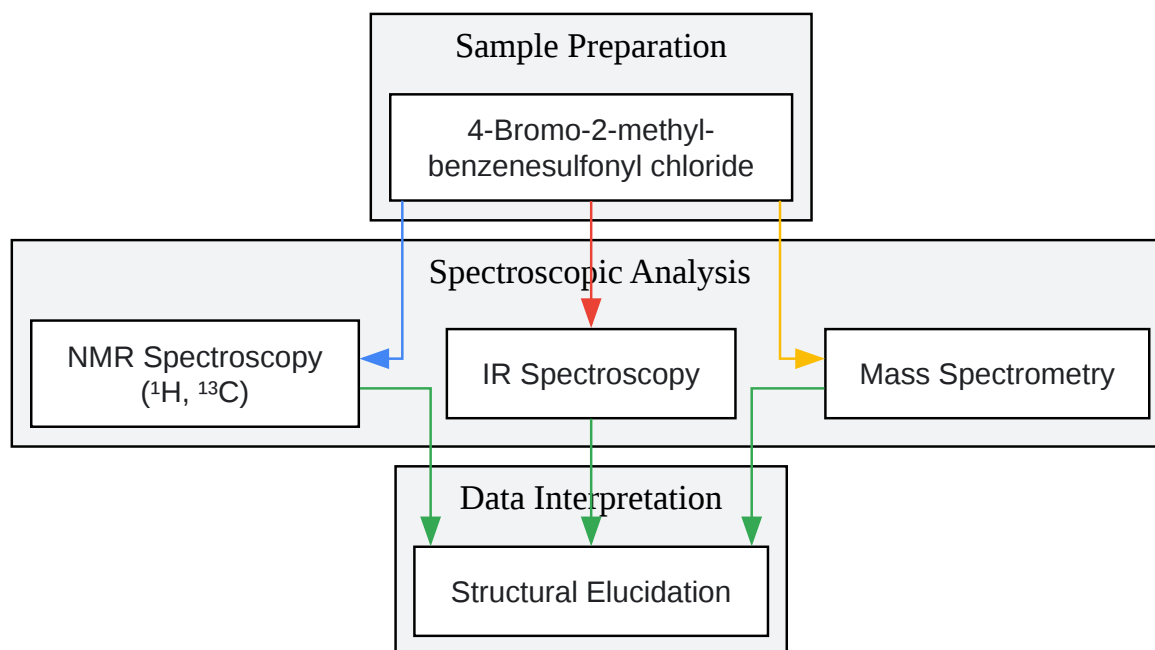 Sample Preparation
4-Bromo-2-methyl-
benzenesulfonyl chloride
Spectroscopic Analysis
NMR Spectroscopy
(¹H, ¹³C)
IR Spectroscopy
Mass Spectrometry
Data Interpretation
Structural Elucidation